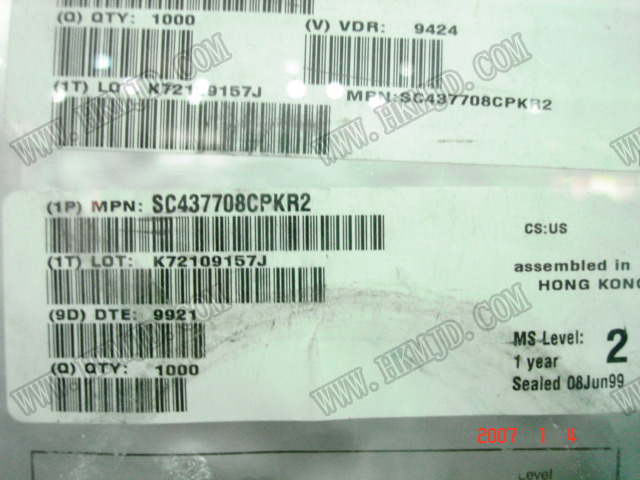 (Q) QTY: 1000
(V) VDR: 9424
(1T) LOT: K72109157J
MPN:SC437708CPKR2
(1P) MPN: SC437708CPKR2
CS:US
(1T) LOT: K72109157J
assembled in
HONG KONG
(9D) DTE: 9921
MS Level: 2
1 year
(Q) QTY: 1000
Sealed 08Jun99
2007 1 4
Level
WWW.HKMJD.COM
WWW.HKMJD.COM
WWW.HKMJD.COM
WWW.HKMJD.COM